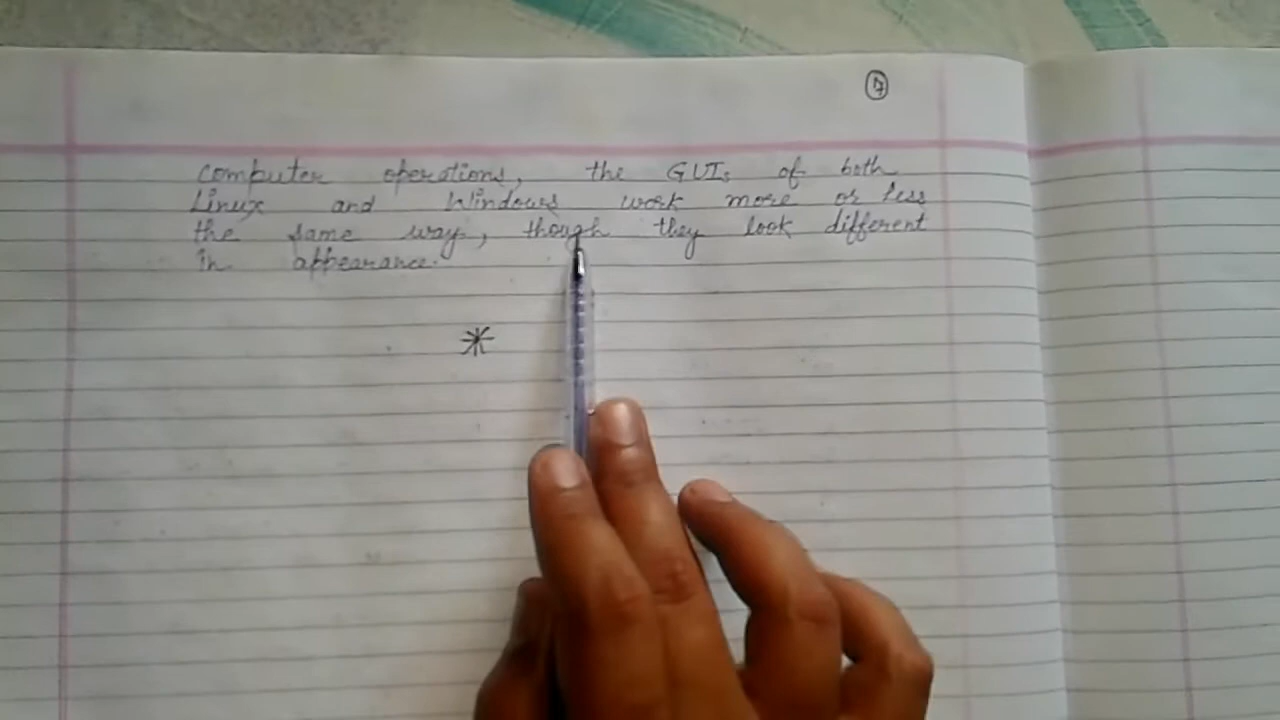 computer operations, the GUIs of both
Linux and Windows work more or less
the same way, though they look different
in appearance.